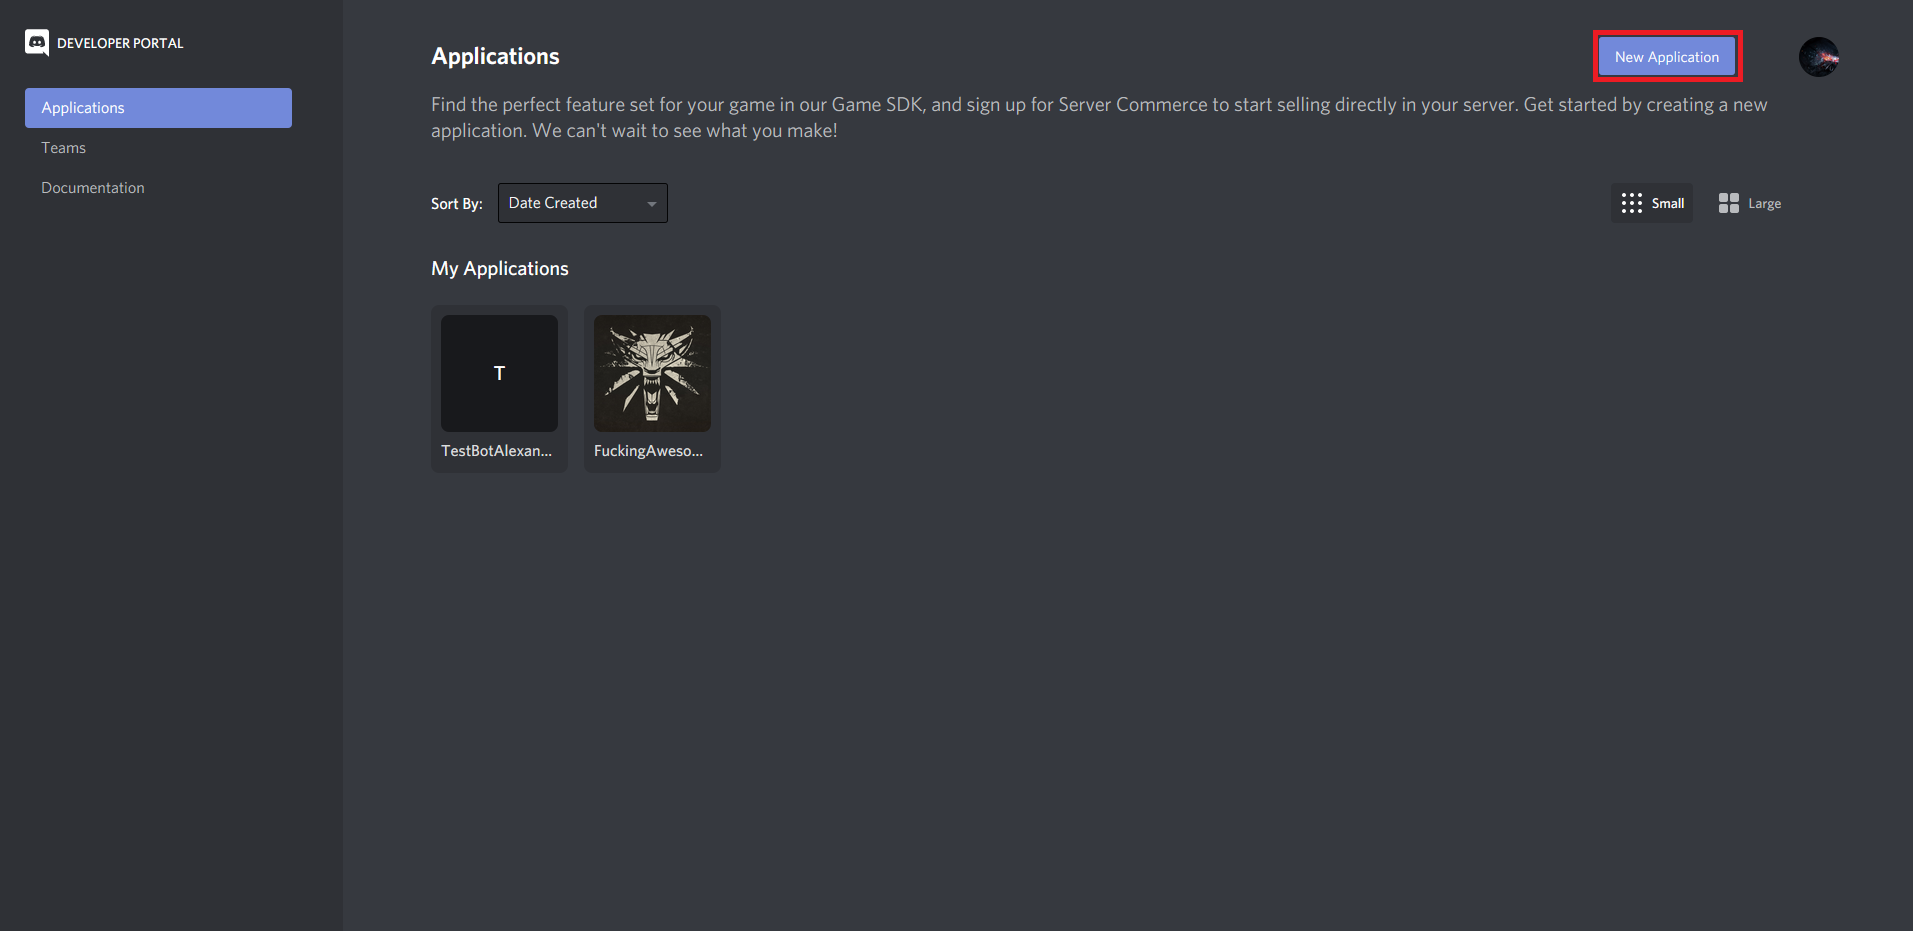 DEVELOPER PORTAL
Applications
Teams
Documentation
Applications
New Application
Find the perfect feature set for your game in our Game SDK, and sign up for Server Commerce to start selling directly in your server. Get started by creating a new
application. We can't wait to see what you make!
Sort By:
Date Created
Small
Large
My Applications
T
TestBotAlexan...
FuckingAweso...